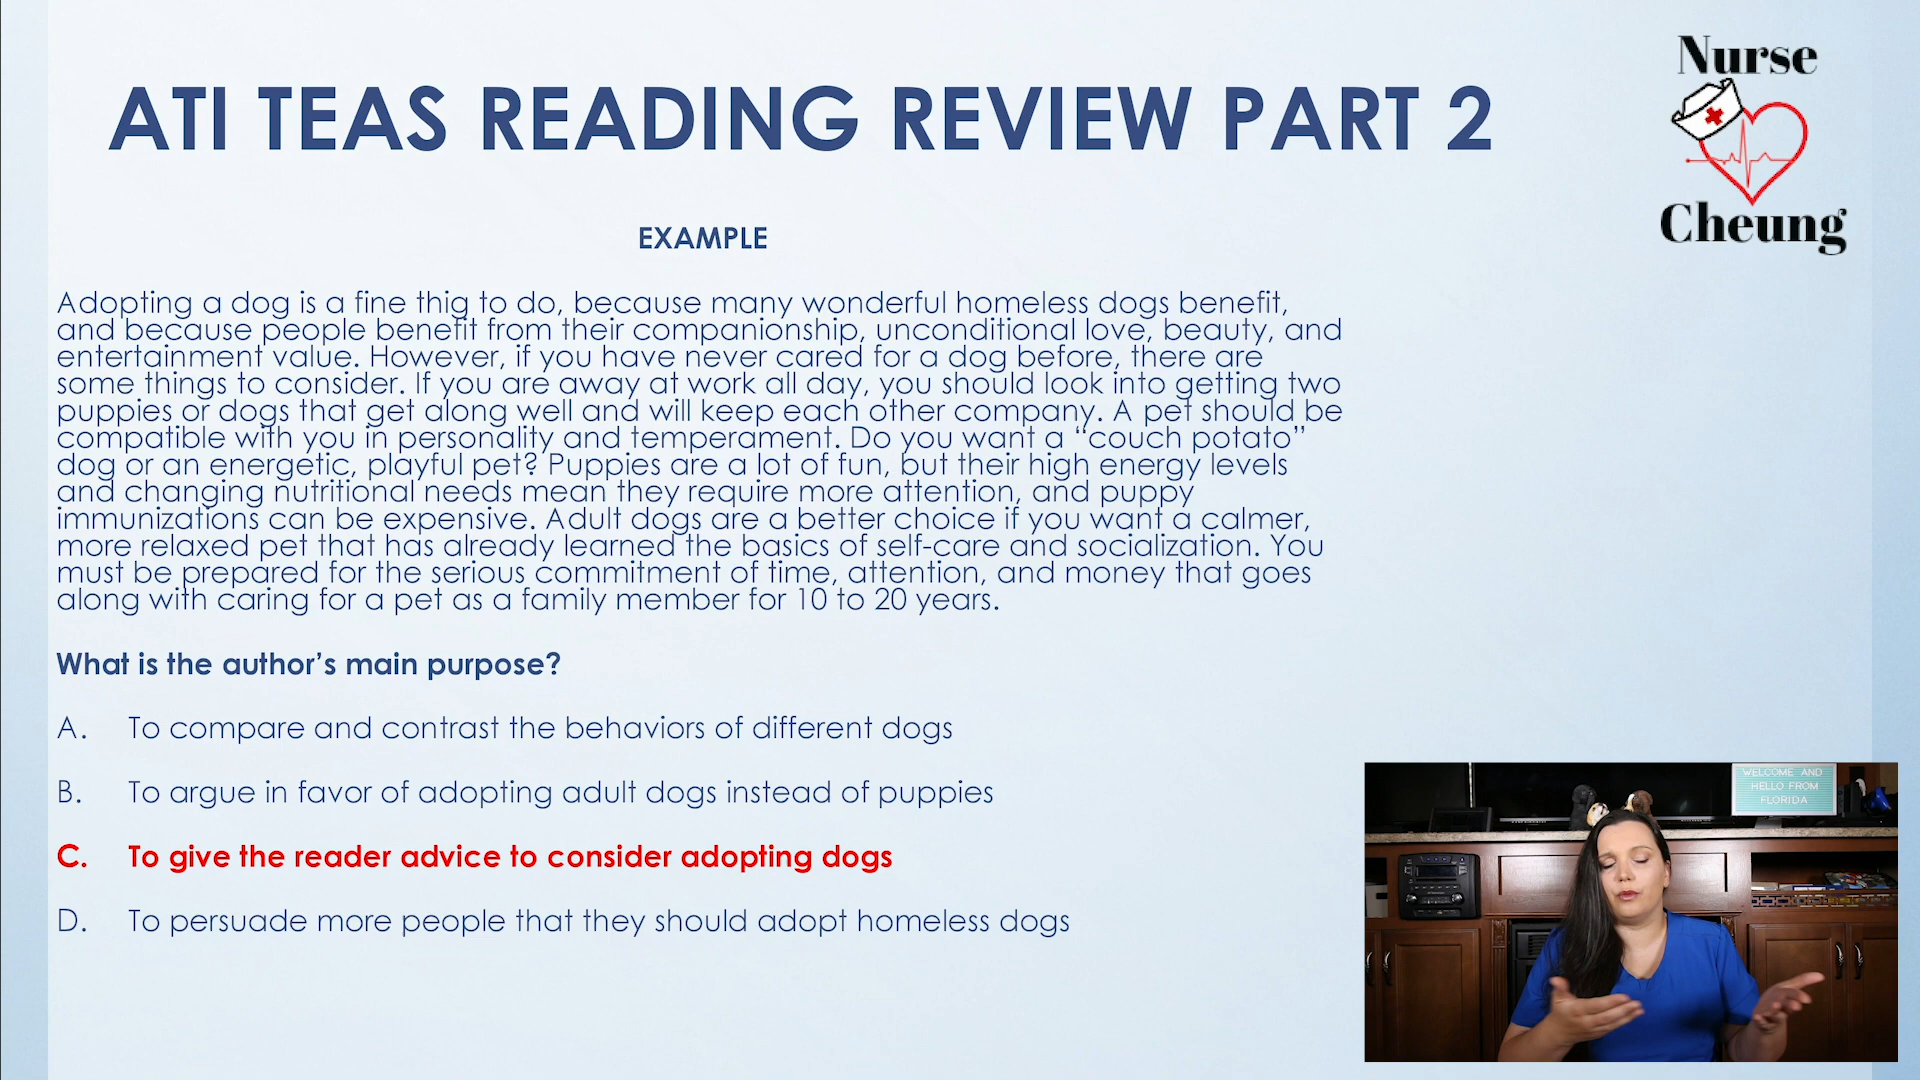 ATI TEAS READING REVIEW PART 2
Nurse
Cheung
EXAMPLE
Adopting a dog is a fine thig to do, because many wonderful homeless dogs benefit,
and because people benefit from their companionship, unconditional love, beauty, and
entertainment value. However, if you have never cared for a dog before, there are
some things to consider. If you are away at work all day, you should look into getting two
puppies or dogs that get along well and will keep each other company. A pet should be
compatible with you in personality and temperament. Do you want a “couch potato”
dog or an energetic, playful pet? Puppies are a lot of fun, but their high energy levels
and changing nutritional needs mean they require more attention, and puppy
immunizations can be expensive. Adult dogs are a better choice if you want a calmer,
more relaxed pet that has already learned the basics of self-care and socialization. You
must be prepared for the serious commitment of time, attention, and money that goes
along with caring for a pet as a family member for 10 to 20 years.
What is the author’s main purpose?
A. To compare and contrast the behaviors of different dogs
B. To argue in favor of adopting adult dogs instead of puppies
C. To give the reader advice to consider adopting dogs
D. To persuade more people that they should adopt homeless dogs
WELCOME AND
HELLO FROM
FLORIDA